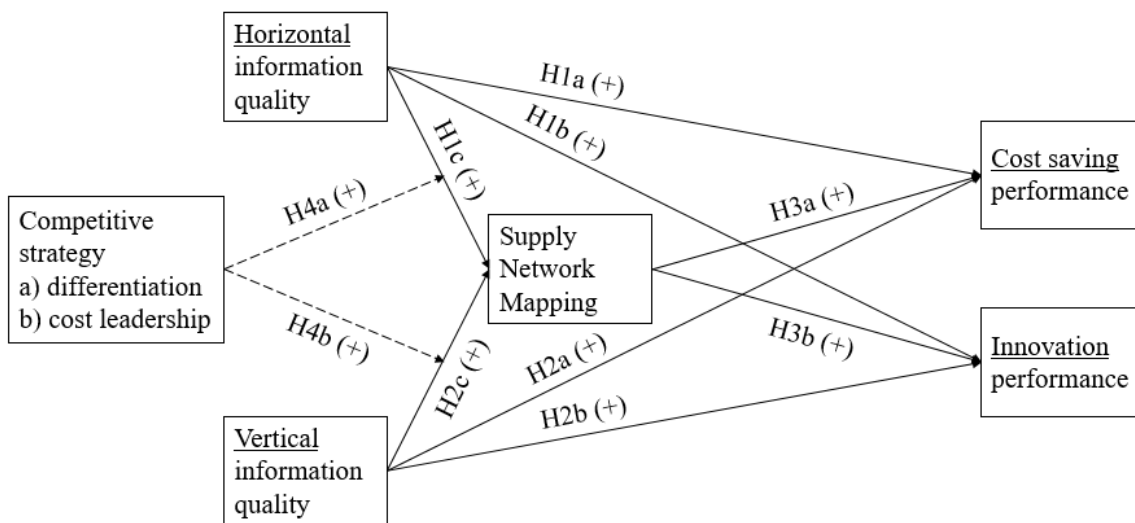 Horizontal
information
quality
H1a (+)
H1b (+)
H1c (+)
Cost saving
performance
H4a (+)
H3a (+)
Competitive
strategy
a) differentiation
b) cost leadership
Supply
Network
Mapping
H4b (+)
H3b (+)
H2c (+)
H2a (+)
H2b (+)
Innovation
performance
Vertical
information
quality